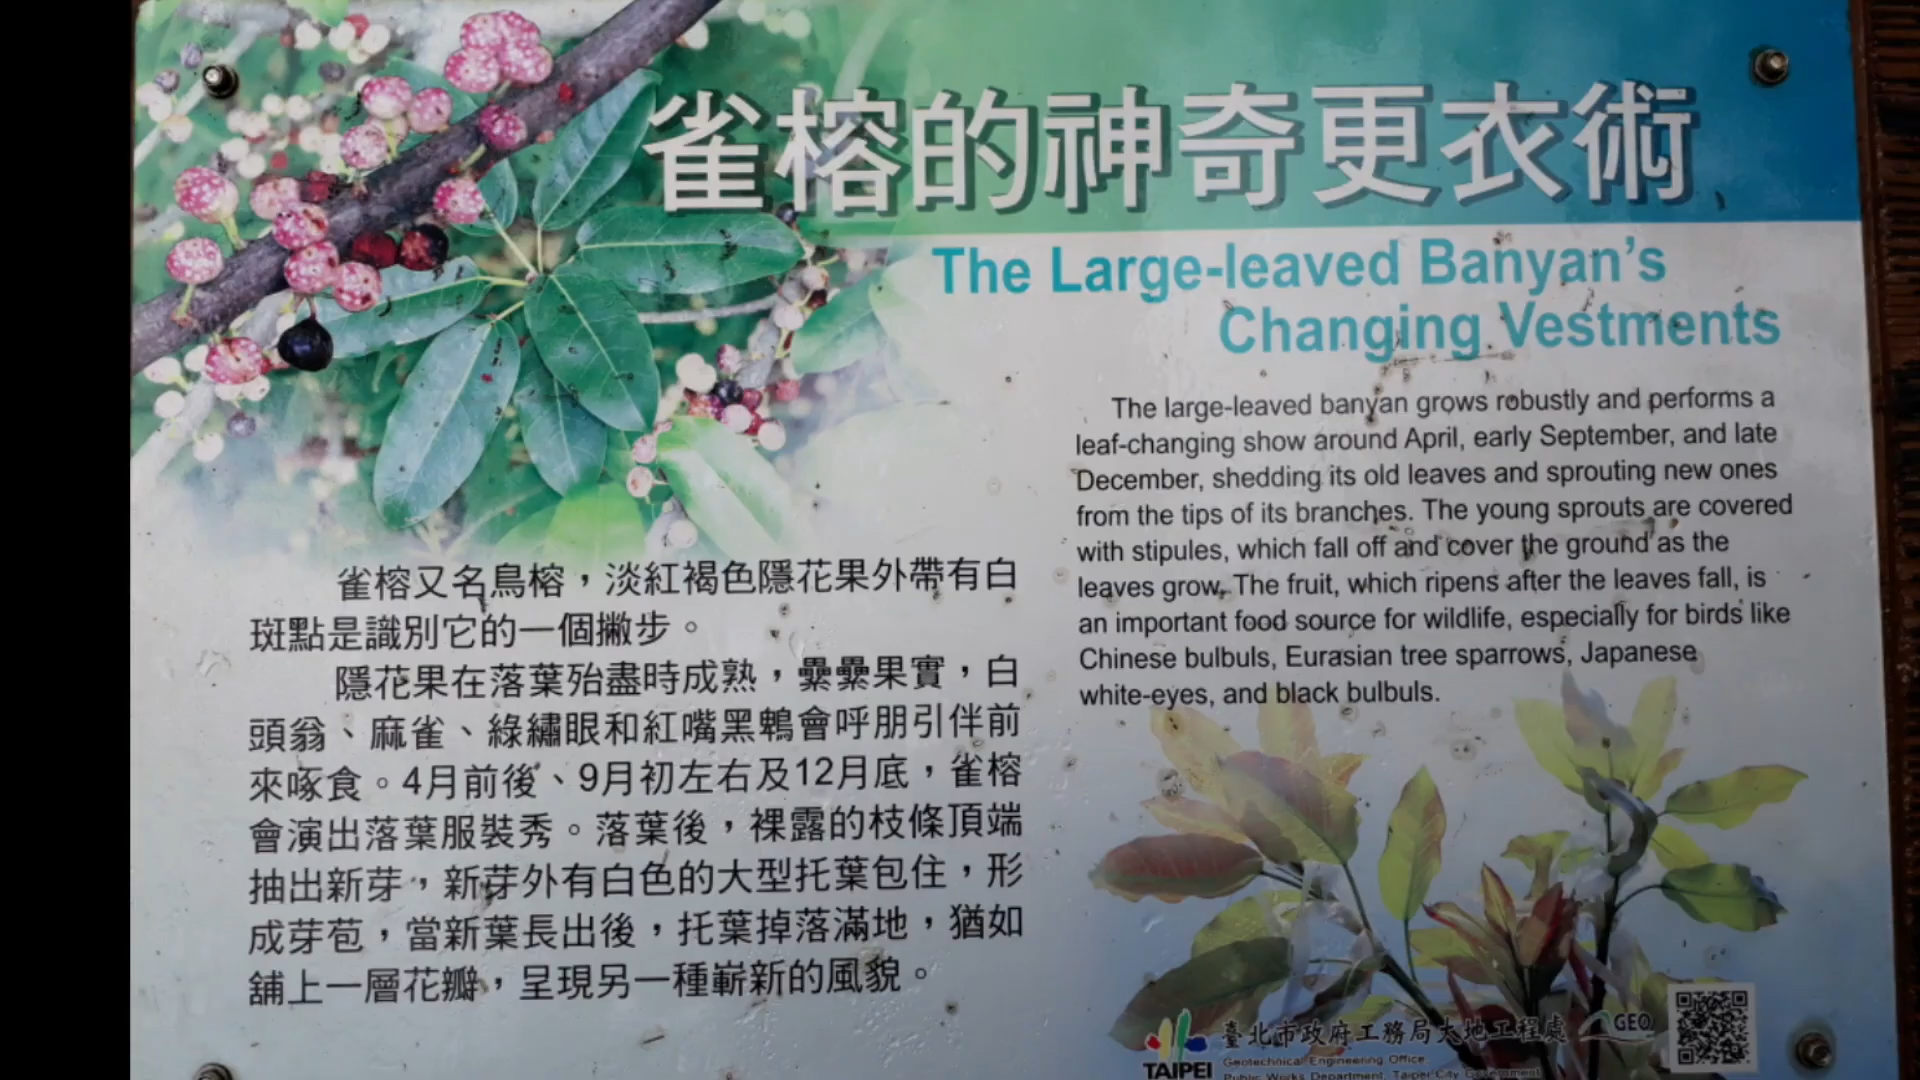 雀榕的神奇更衣術
The Large-leaved Banyan's
Changing Vestments
雀榕又名鳥榕，淡紅褐色隱花果外帶有白
斑點是識別它的一個撇步。
隱花果在落葉殆盡時成熟，纍纍果實，白
頭翁、麻雀、綠繡眼和紅嘴黑鵯會呼朋引伴前
來啄食。4月前後、9月初左右及12月底，雀榕
會演出落葉服裝秀。落葉後，裸露的枝條頂端
抽出新芽，新芽外有白色的大型托葉包住，形
成芽苞，當新葉長出後，托葉掉落滿地，猶如
舖上一層花瓣，呈現另一種嶄新的風貌。
The large-leaved banyan grows robustly and performs a
leaf-changing show around April, early September, and late
December, shedding its old leaves and sprouting new ones
from the tips of its branches. The young sprouts are covered
with stipules, which fall off and cover the ground as the
leaves grow. The fruit, which ripens after the leaves fall, is
an important food source for wildlife, especially for birds like
Chinese bulbuls, Eurasian tree sparrows, Japanese
white-eyes, and black bulbuls.
TAIPEI
臺北市政府工務局大地工程處
GEO
Geotechnical Engineering Office
Public Works Department, Taipei City Government